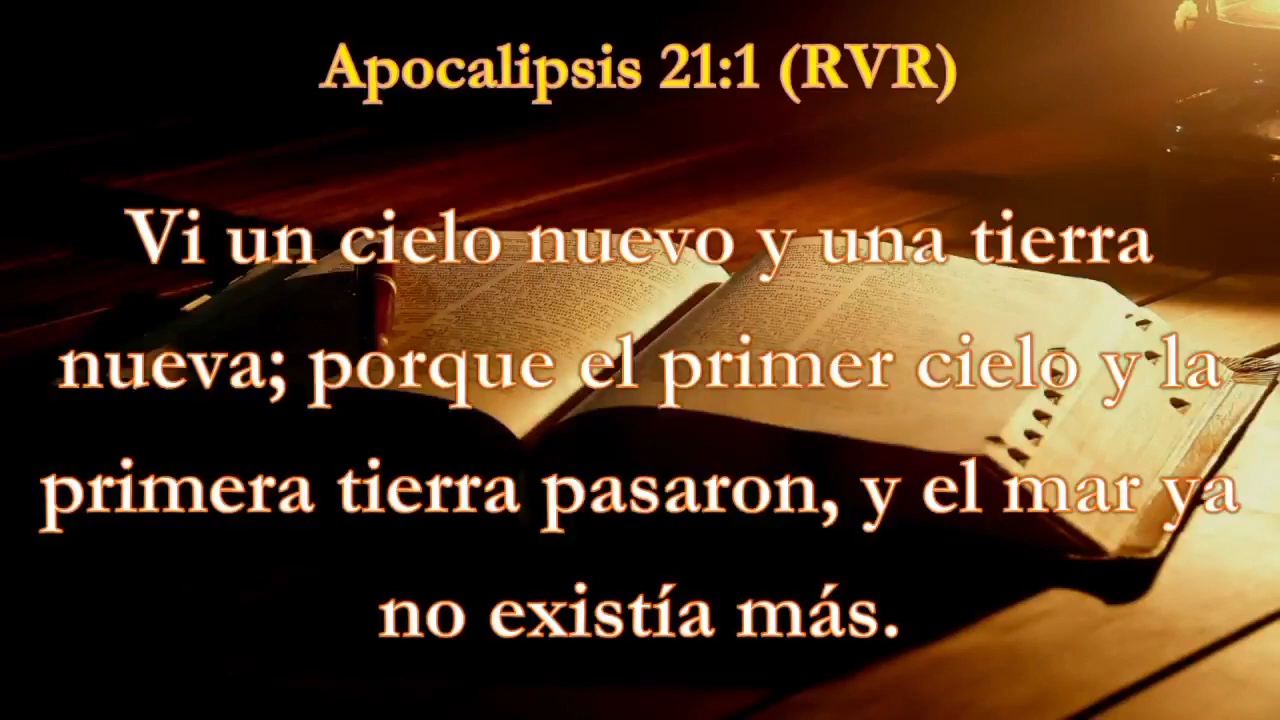 Apocalipsis 21:1 (RVR)
Vi un cielo nuevo y una tierra
nueva; porque el primer cielo y la
primera tierra pasaron, y el mar ya
no existía más.